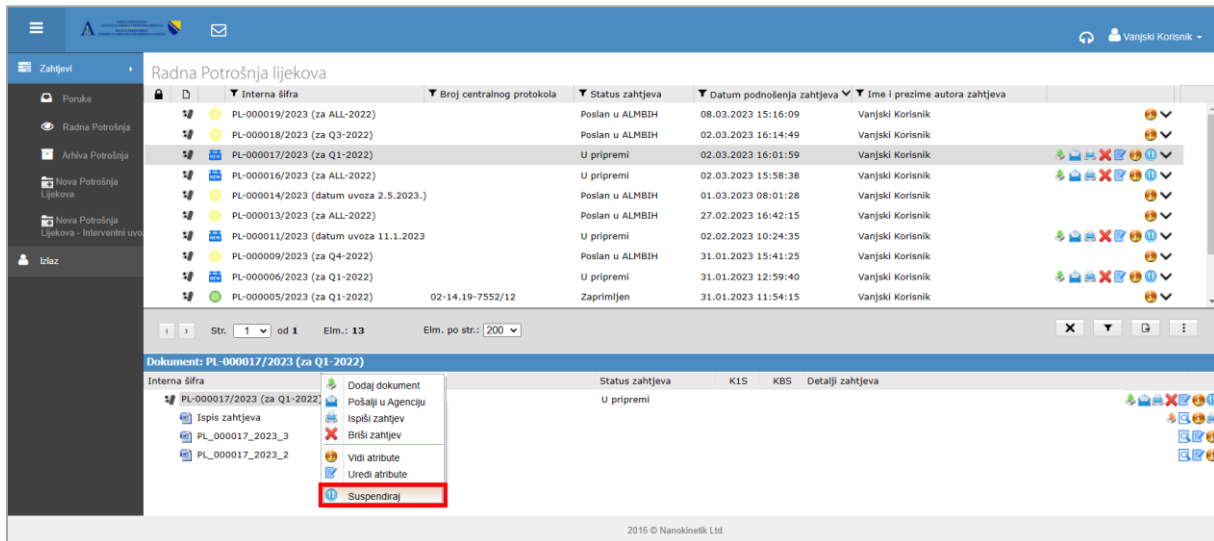 Vanjski Korisnik
Zahtjevi
Poruke
Radna Potrošnja
Arhiva Potrošnja
Nova Potrošnja
Lijekova
Nova Potrošnja
Lijekova - Interventni uvo
Izlaz
Radna Potrošnja lijekova
Interna šifra Broj centralnog protokola Status zahtjeva Datum podnošenja zahtjeva Ime i prezime autora zahtjeva
PL-000019/2023 (za ALL-2022) Poslan u ALMBIH 08.03.2023 15:16:09 Vanjski Korisnik
PL-000018/2023 (za Q3-2022) Poslan u ALMBIH 02.03.2023 16:14:49 Vanjski Korisnik
PL-000017/2023 (za Q1-2022) U pripremi 02.03.2023 16:01:59 Vanjski Korisnik
PL-000016/2023 (za ALL-2022) U pripremi 02.03.2023 15:58:38 Vanjski Korisnik
PL-000014/2023 (datum uvoza 2.5.2023.) Poslan u ALMBIH 01.03.2023 08:01:28 Vanjski Korisnik
PL-000013/2023 (za ALL-2022) Poslan u ALMBIH 27.02.2023 16:42:15 Vanjski Korisnik
PL-000011/2023 (datum uvoza 11.1.2023 U pripremi 02.02.2023 10:24:35 Vanjski Korisnik
PL-000009/2023 (za Q4-2022) Poslan u ALMBIH 31.01.2023 15:41:25 Vanjski Korisnik
PL-000006/2023 (za Q1-2022) U pripremi 31.01.2023 12:59:40 Vanjski Korisnik
PL-000005/2023 (za Q1-2022) 02-14.19-7552/12 Zaprimljen 31.01.2023 11:54:15 Vanjski Korisnik
Str. 1 od 1 Elm.: 13 Elm. po str.: 200
Dokument: PL-000017/2023 (za Q1-2022)
Interna šifra Status zahtjeva K1S KBS Detalji zahtjeva
PL-000017/2023 (za Q1-2022) U pripremi
Ispis zahtjeva
PL_000017_2023_3
PL_000017_2023_2
Dodaj dokument
Pošalji u Agenciju
Ispiši zahtjev
Briši zahtjev
Vidi atribute
Uredi atribute
Suspendiraj
2016 © Nanokinetik Ltd.